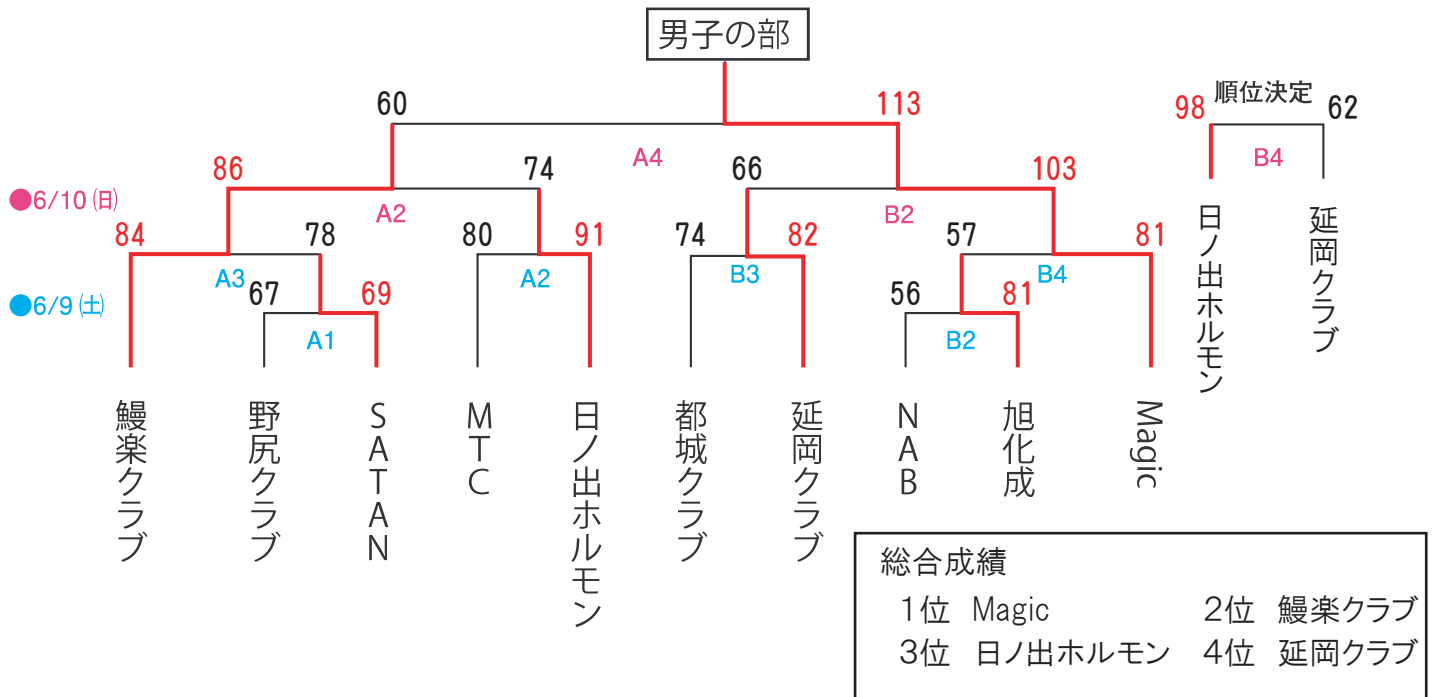 男子の部
60
113
98
順位決定
62
A4
B4
86
74
66
103
●6/10 (日)
A2
B2
84
78
80
91
74
82
57
81
A3
A2
B3
B4
●6/9 (土)
67
69
56
81
A1
B2
日ノ出ホルモン
延岡クラブ
鰻楽クラブ
野尻クラブ
SATAN
MTC
日ノ出ホルモン
都城クラブ
延岡クラブ
NAB
旭化成
Magic
総合成績
1位 Magic 2位 鰻楽クラブ
3位 日ノ出ホルモン 4位 延岡クラブ